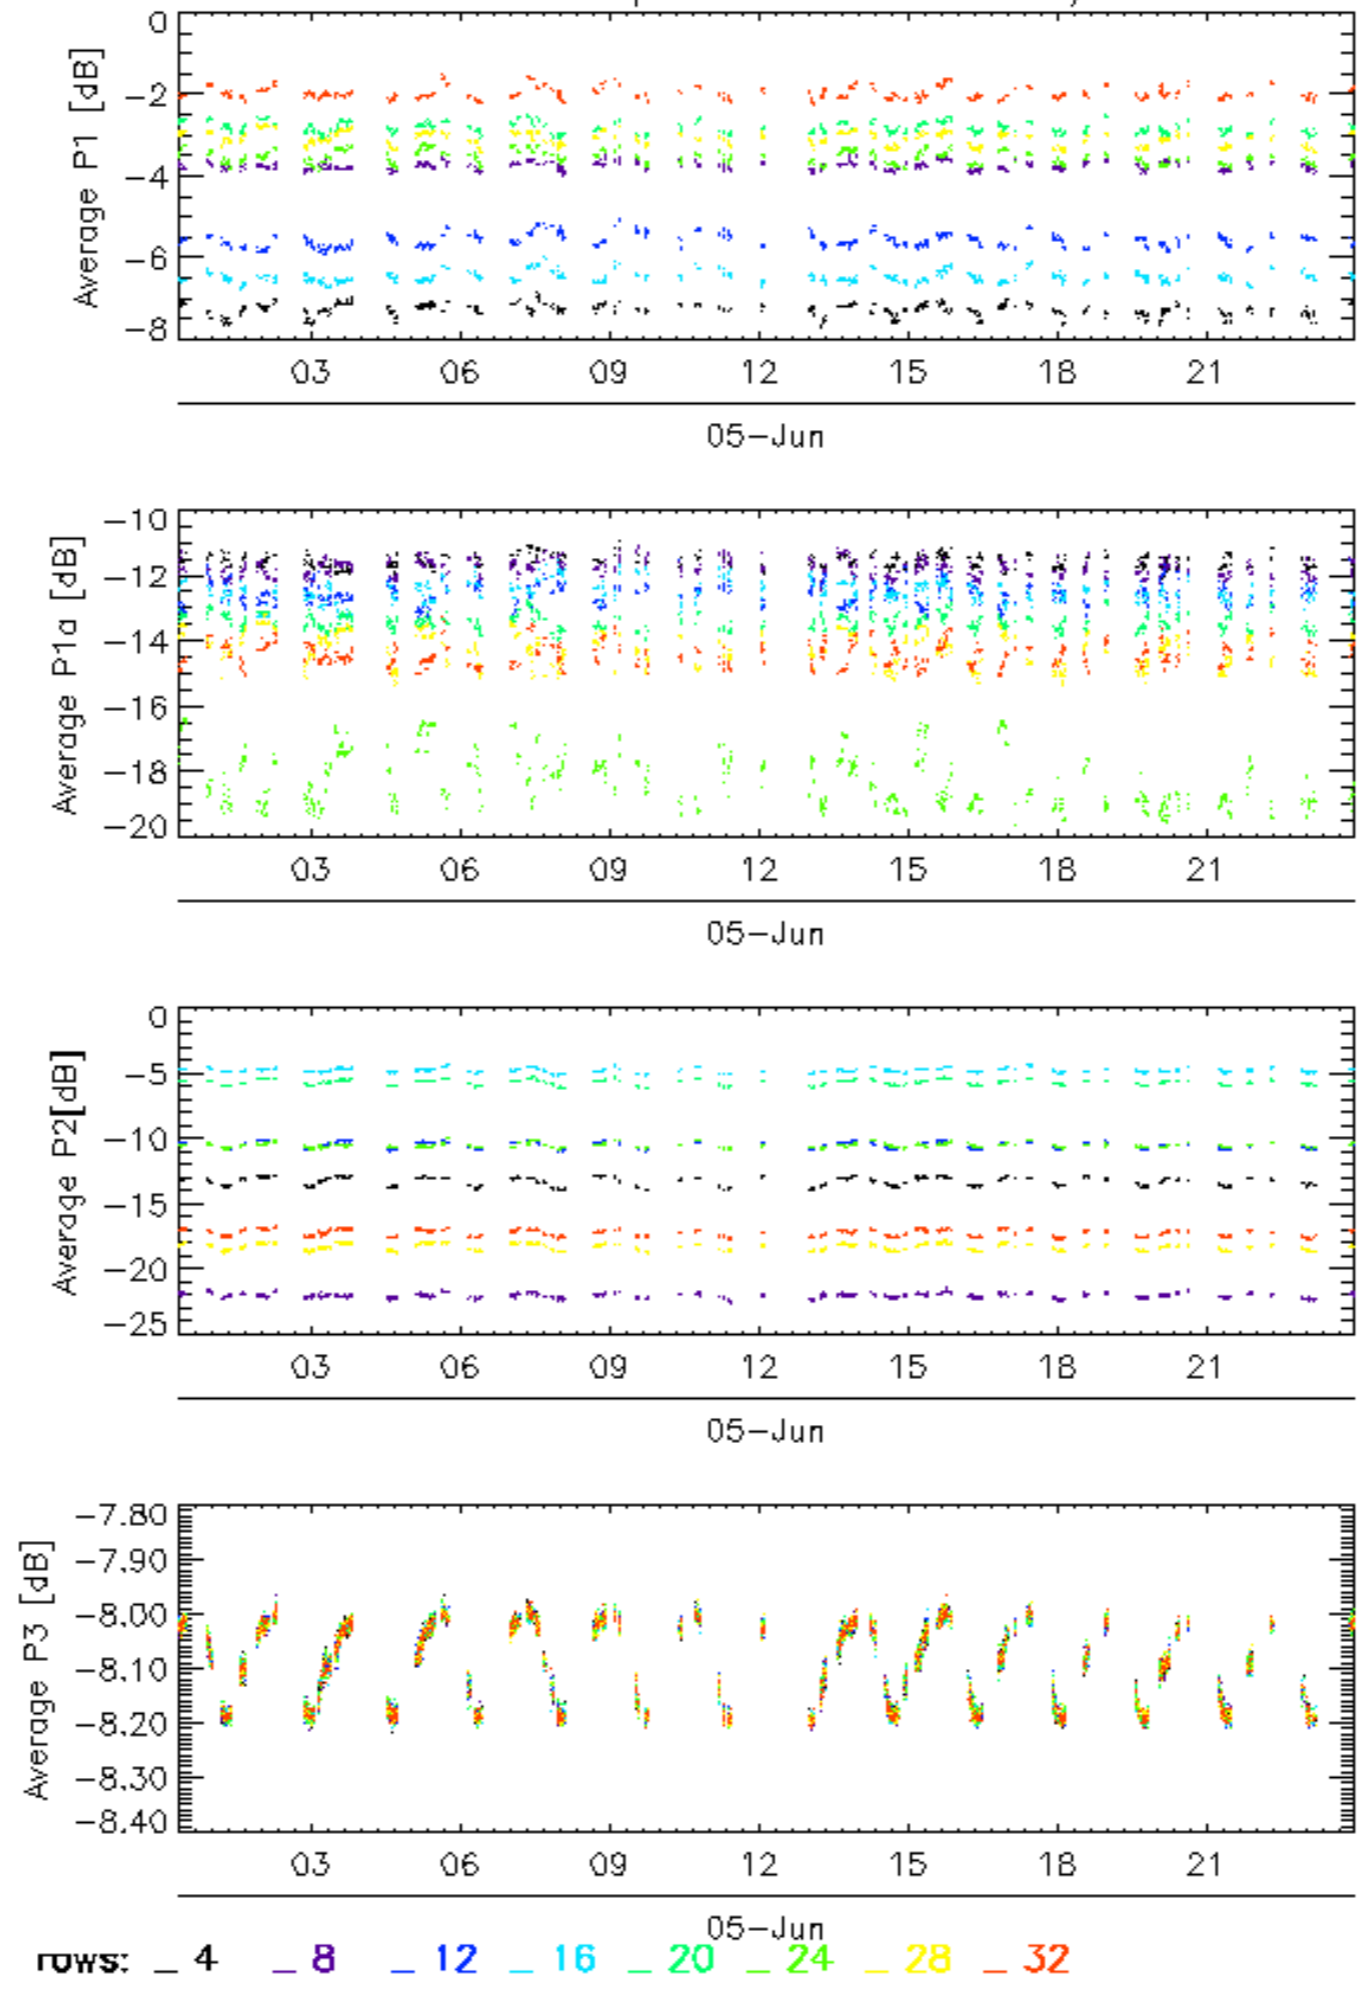 0
-2
-4
-6
-8
Average P1 [dB]
03 06 09 12 15 18 21
05-Jun
-10
-12
-14
-16
-18
-20
Average P1a [dB]
03 06 09 12 15 18 21
05-Jun
0
-5
-10
-15
-20
-25
Average P2[dB]
03 06 09 12 15 18 21
05-Jun
-7.80
-7.90
-8.00
-8.10
-8.20
-8.30
-8.40
Average P3 [dB]
03 06 09 12 15 18 21
05-Jun
rows: _ 4 _ 8 _ 12 _ 16 _ 20 _ 24 _ 28 _ 32